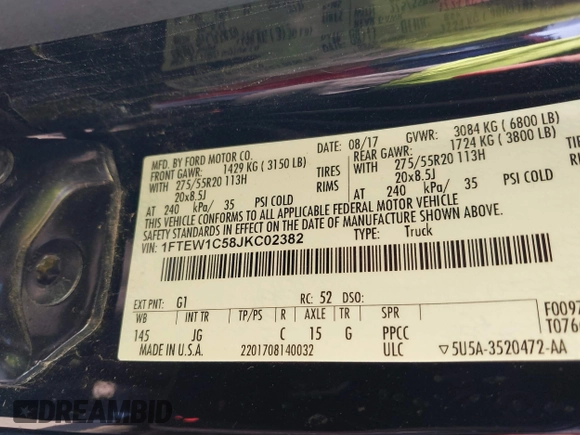 MFD. BY FORD MOTOR CO.
DATE: 08/17 GVWR: 3084 KG ( 6800 LB)
FRONT GAWR: 1429 KG ( 3150 LB) REAR GAWR: 1724 KG ( 3800 LB)
WITH 275/55R20 113H TIRES WITH 275/55R20 113H
20x8.5J RIMS 20x8.5J
AT 240 kPa/ 35 PSI COLD AT 240 kPa/ 35 PSI COLD
THIS VEHICLE CONFORMS TO ALL APPLICABLE FEDERAL MOTOR VEHICLE
SAFETY STANDARDS IN EFFECT ON THE DATE OF MANUFACTURE SHOWN ABOVE.
VIN: 1FTEW1C58JKC02382 TYPE: Truck
EXT PNT: G1 RC: 52 DSO:
WB INT TR TP/PS R AXLE TR SPR
145 JG C 15 G PPCC
MADE IN U.S.A. 2201708140032 ULC ▽5U5A-3520472-AA
DREAMBID